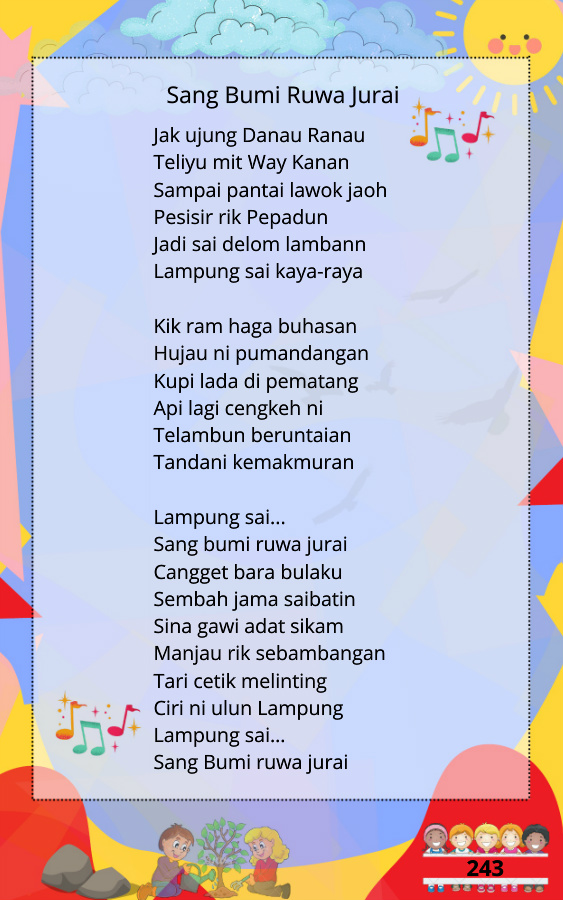 Sang Bumi Ruwa Jurai
Jak ujung Danau Ranau
Teliyu mit Way Kanan
Sampai pantai lawok jaoh
Pesisir rik Pepadun
Jadi sai delom lambann
Lampung sai kaya-raya
Kik ram haga buhasan
Hujau ni pumandangan
Kupi lada di pematang
Api lagi cengkeh ni
Telambun beruntaian
Tandani kemakmuran
Lampung sai...
Sang bumi ruwa jurai
Cangget bara bulaku
Sembah jama saibatin
Sina gawi adat sikam
Manjau rik sebambangan
Tari cetik melinting
Ciri ni ulun Lampung
Lampung sai...
Sang Bumi ruwa jurai
243